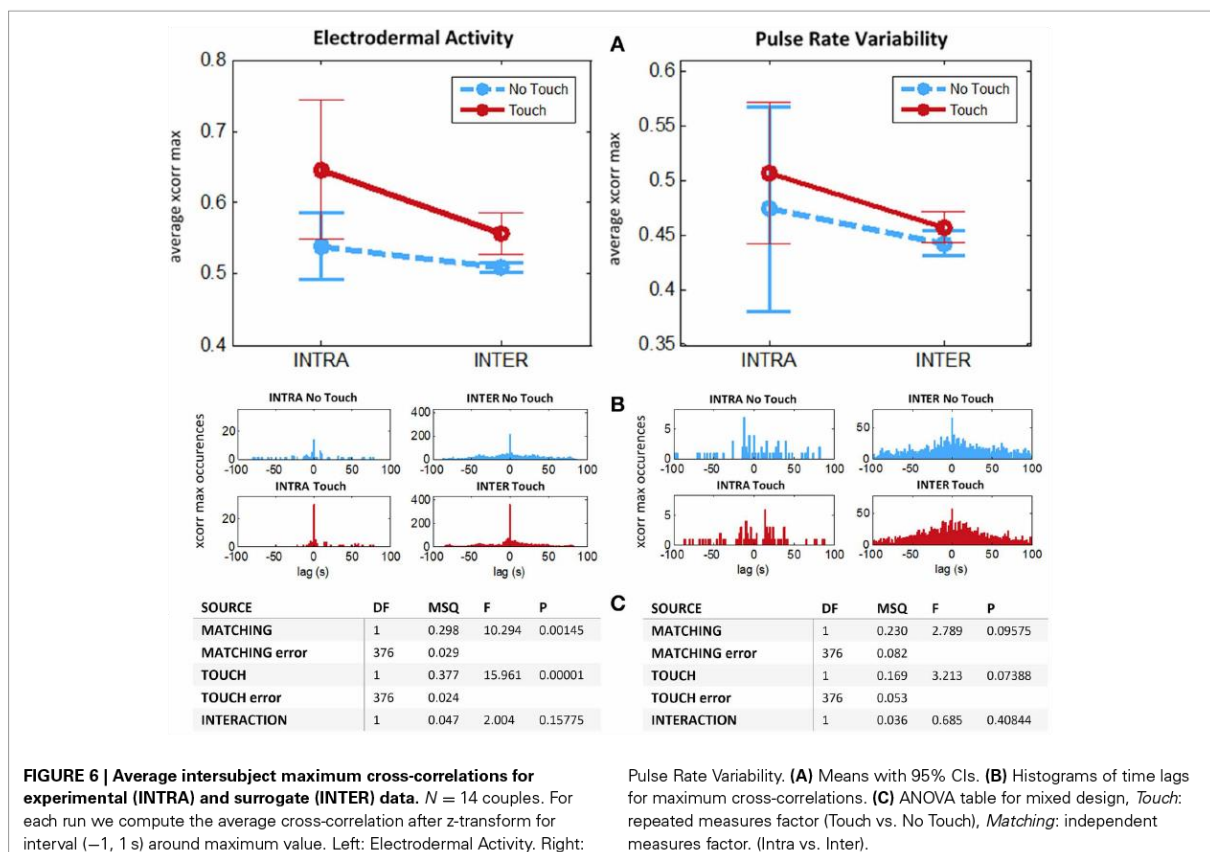 Electrodermal Activity
A
Pulse Rate Variability
0.8
0.7
0.6
0.5
0.4
average xcorr max
No Touch
Touch
INTRA
INTER
0.6
0.55
0.5
0.45
0.4
0.35
average xcorr max
No Touch
Touch
INTRA
INTER
B
xcorr max occurences
INTRA No Touch
20
0
-100 -50 0 50 100
INTER No Touch
400
200
0
-100 -50 0 50 100
INTRA Touch
20
0
-100 -50 0 50 100
lag (s)
INTER Touch
400
200
0
-100 -50 0 50 100
lag (s)
xcorr max occurences
INTRA No Touch
5
0
-100 -50 0 50 100
INTER No Touch
50
0
-100 -50 0 50 100
INTRA Touch
5
0
-100 -50 0 50 100
lag (s)
INTER Touch
50
0
-100 -50 0 50 100
lag (s)
SOURCE DF MSQ F P
MATCHING 1 0.298 10.294 0.00145
MATCHING error 376 0.029
TOUCH 1 0.377 15.961 0.00001
TOUCH error 376 0.024
INTERACTION 1 0.047 2.004 0.15775
C
SOURCE DF MSQ F P
MATCHING 1 0.230 2.789 0.09575
MATCHING error 376 0.082
TOUCH 1 0.169 3.213 0.07388
TOUCH error 376 0.053
INTERACTION 1 0.036 0.685 0.40844
FIGURE 6 | Average intersubject maximum cross-correlations for
experimental (INTRA) and surrogate (INTER) data. N = 14 couples. For
each run we compute the average cross-correlation after z-transform for
interval (−1, 1 s) around maximum value. Left: Electrodermal Activity. Right:
Pulse Rate Variability. (A) Means with 95% CIs. (B) Histograms of time lags
for maximum cross-correlations. (C) ANOVA table for mixed design, Touch:
repeated measures factor (Touch vs. No Touch), Matching: independent
measures factor. (Intra vs. Inter).